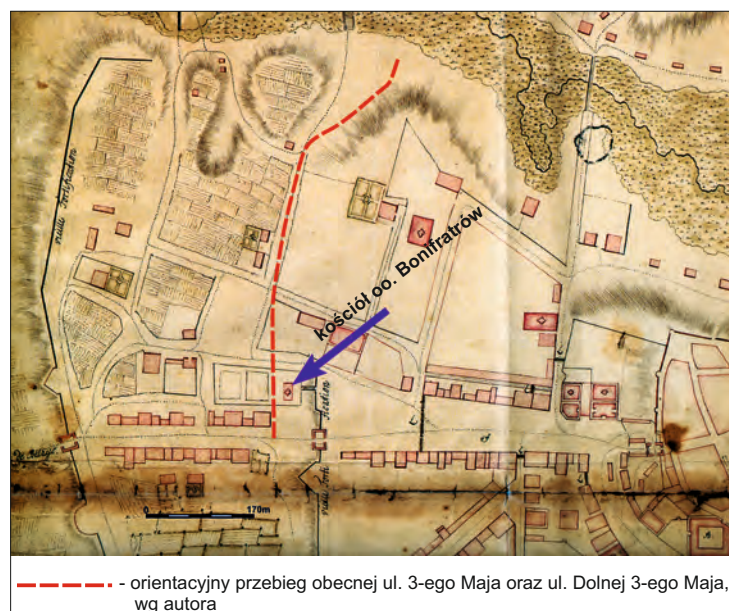 kościół oo. Bonifratrów
170m
- orientacyjny przebieg obecnej ul. 3-ego Maja oraz ul. Dolnej 3-ego Maja,
wg autora